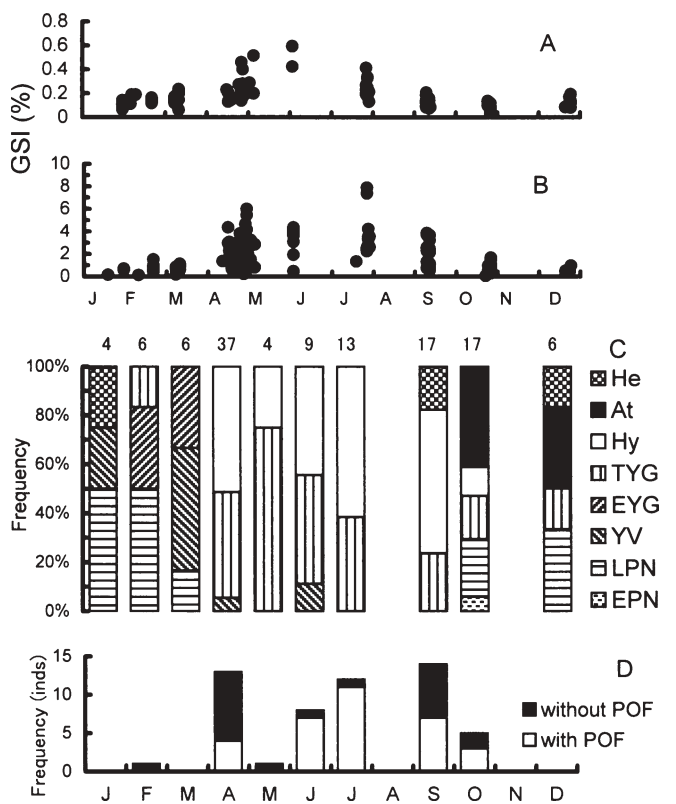 GSI (%)
A
0.8
0.6
0.4
0.2
0
B
10
8
6
4
2
0
J F M A M J J A S O N D
4 6 6 37 4 9 13 17 17 6
C
Frequency
100%
80%
60%
40%
20%
0%
He
At
Hy
TYG
EYG
YV
LPN
EPN
Frequency (inds)
D
15
10
5
0
without POF
with POF
J F M A M J J A S O N D